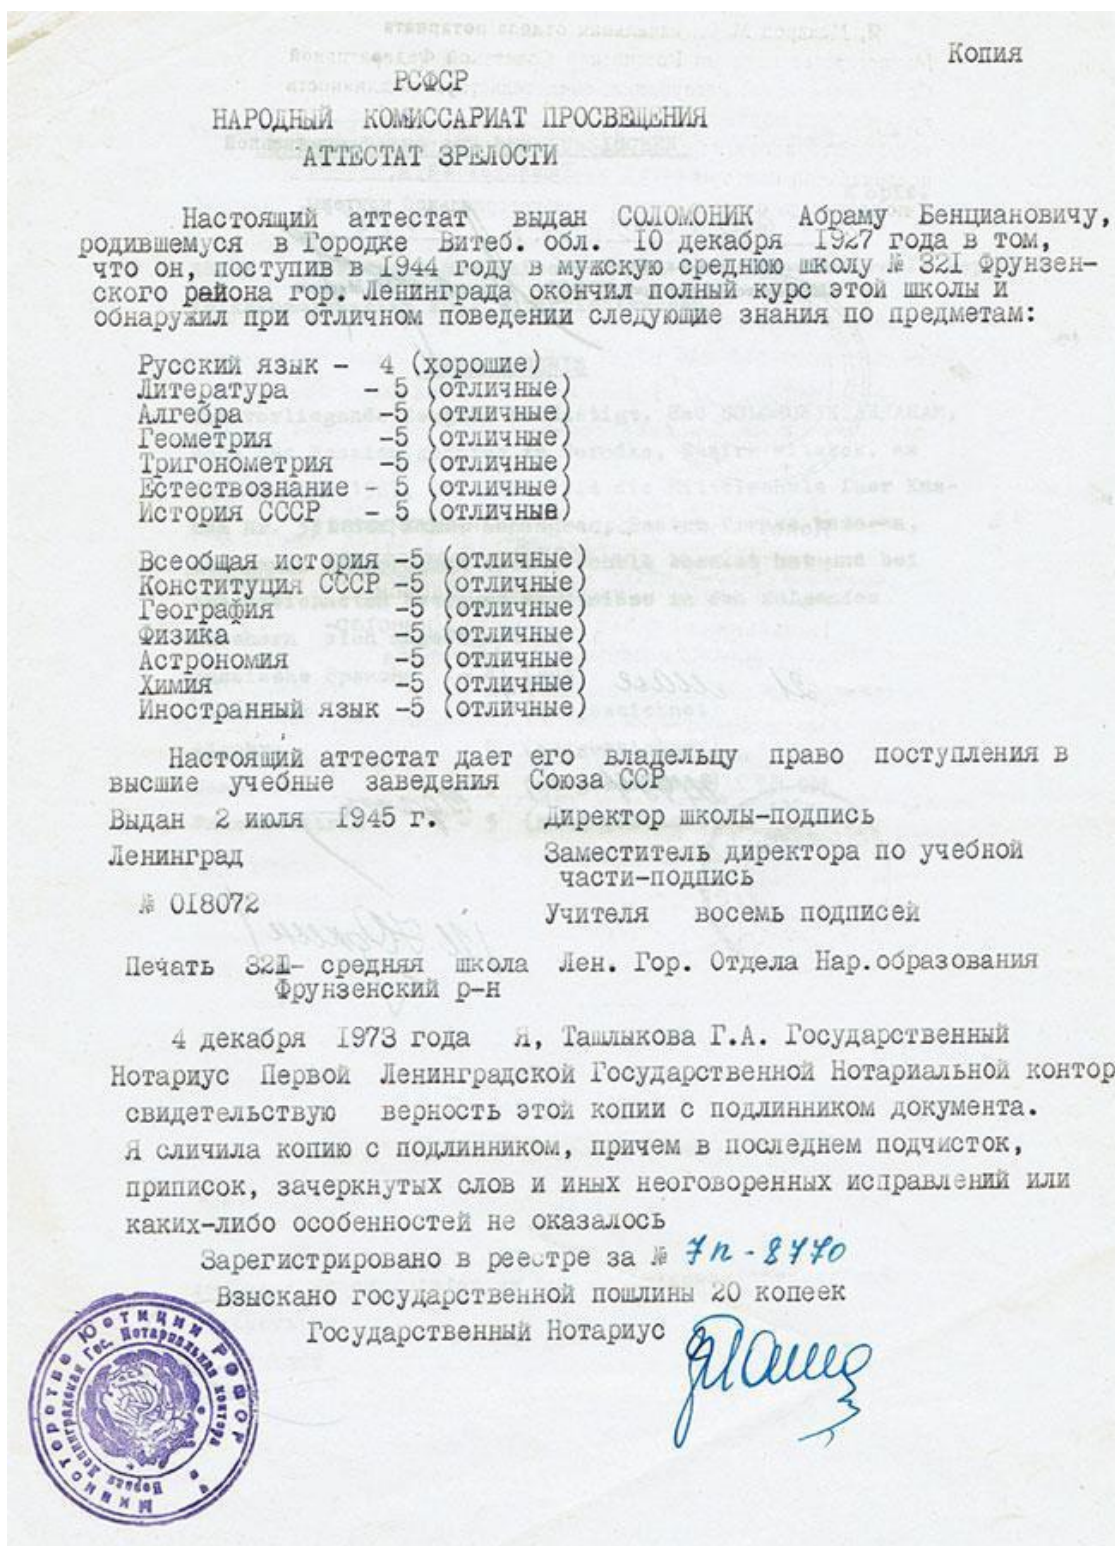 Копия
РСФСР
НАРОДНЫЙ КОМИССАРИАТ ПРОСВЕЩЕНИЯ
АТТЕСТАТ ЗРЕЛОСТИ
Настоящий аттестат выдан СОЛОМОНИК Абраму Бенциановичу,
родившемуся в Городке Витеб. обл. 10 декабря 1927 года в том,
что он, поступив в 1944 году в мужскую среднюю школу № 321 Фрунзен-
ского района гор. Ленинграда окончил полный курс этой школы и
обнаружил при отличном поведении следующие знания по предметам:
Русский язык - 4 (хорошие)
Литература - 5 (отличные)
Алгебра -5 (отличные)
Геометрия -5 (отличные)
Тригонометрия -5 (отличные)
Естествознание - 5 (отличные)
История СССР - 5 (отличные)
Всеобщая история -5 (отличные)
Конституция СССР -5 (отличные)
География -5 (отличные)
Физика -5 (отличные)
Астрономия -5 (отличные)
Химия -5 (отличные)
Иностранный язык -5 (отличные)
Настоящий аттестат дает его владельцу право поступления в
высшие учебные заведения Союза ССР
Выдан 2 июля 1945 г. Директор школы-подпись
Ленинград Заместитель директора по учебной
части-подпись
№ 018072
Учителя восемь подписей
Печать 321- средняя школа Лен. Гор. Отдела Нар.образования
Фрунзенский р-н
4 декабря 1973 года Я, Ташлыкова Г.А. Государственный
Нотариус Первой Ленинградской Государственной Нотариальной контор
свидетельствую верность этой копии с подлинником документа.
Я сличила копию с подлинником, причем в последнем подчисток,
приписок, зачеркнутых слов и иных неоговоренных исправлений или
каких-либо особенностей не оказалось
Зарегистрировано в реестре за № 7п-8770
Взыскано государственной пошлины 20 копеек
Государственный Нотариус
Министерство Юстиции РСФСР
Первая Ленинградская Гос. Нотариальная контора